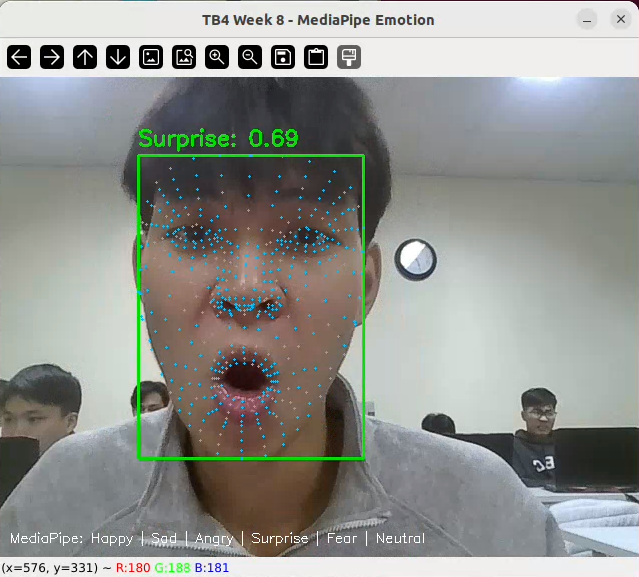 TB4 Week 8 - MediaPipe Emotion
Surprise: 0.69
MediaPipe: Happy | Sad | Angry | Surprise | Fear | Neutral
(x=576, y=331) ~ R:180 G:188 B:181